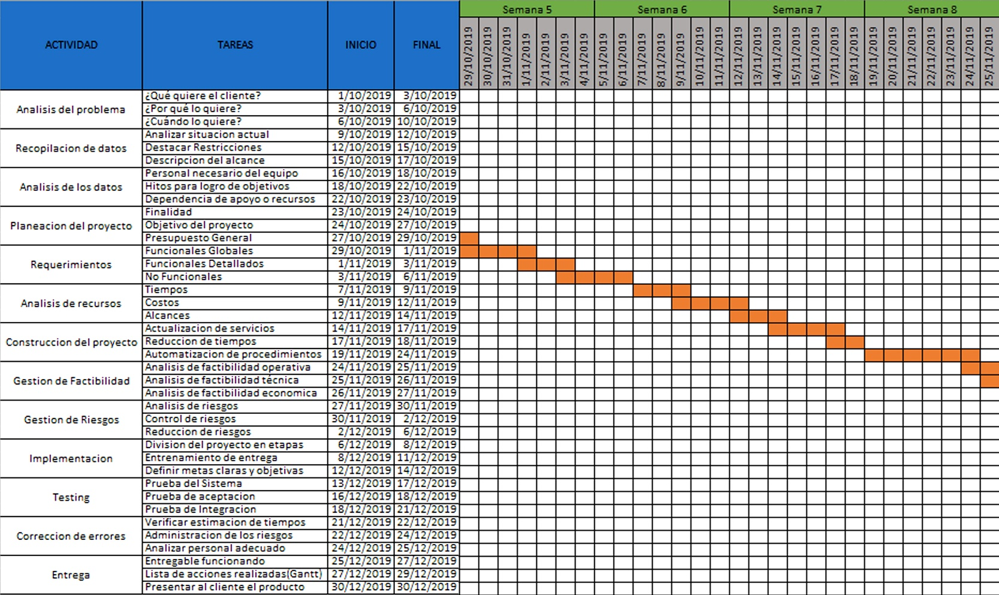 Semana 5 Semana 6 Semana 7 Semana 8
ACTIVIDAD TAREAS INICIO FINAL 29/10/2019 30/10/2019 31/10/2019 1/11/2019 2/11/2019 3/11/2019 4/11/2019 5/11/2019 6/11/2019 7/11/2019 8/11/2019 9/11/2019 10/11/2019 11/11/2019 12/11/2019 13/11/2019 14/11/2019 15/11/2019 16/11/2019 17/11/2019 18/11/2019 19/11/2019 20/11/2019 21/11/2019 22/11/2019 23/11/2019 24/11/2019 25/11/2019
¿Qué quiere el cliente? 1/10/2019 3/10/2019
Analisis del problema ¿Por qué lo quiere? 3/10/2019 6/10/2019
¿Cuándo lo quiere? 6/10/2019 10/10/2019
Analizar situacion actual 9/10/2019 12/10/2019
Recopilacion de datos Destacar Restricciones 12/10/2019 15/10/2019
Descripcion del alcance 15/10/2019 17/10/2019
Personal necesario del equipo 16/10/2019 18/10/2019
Analisis de los datos Hitos para logro de objetivos 18/10/2019 22/10/2019
Dependencia de apoyo o recursos 22/10/2019 23/10/2019
Finalidad 23/10/2019 24/10/2019
Planeacion del proyecto Objetivo del proyecto 24/10/2019 27/10/2019
Presupuesto General 27/10/2019 29/10/2019
Funcionales Globales 29/10/2019 1/11/2019
Requerimientos Funcionales Detallados 1/11/2019 3/11/2019
No Funcionales 3/11/2019 6/11/2019
Tiempos 7/11/2019 9/11/2019
Analisis de recursos Costos 9/11/2019 12/11/2019
Alcances 12/11/2019 14/11/2019
Actualizacion de servicios 14/11/2019 17/11/2019
Construccion del proyecto Reduccion de tiempos 17/11/2019 18/11/2019
Automatizacion de procedimientos 19/11/2019 24/11/2019
Analisis de factibilidad operativa 24/11/2019 25/11/2019
Gestion de Factibilidad Analisis de factibilidad técnica 25/11/2019 26/11/2019
Analisis de factibilidad economica 26/11/2019 27/11/2019
Analisis de riesgos 27/11/2019 30/11/2019
Gestion de Riesgos Control de riesgos 30/11/2019 2/12/2019
Reduccion de riesgos 2/12/2019 6/12/2019
Division del proyecto en etapas 6/12/2019 8/12/2019
Implementacion Entrenamiento de entrega 8/12/2019 11/12/2019
Definir metas claras y objetivas 12/12/2019 14/12/2019
Prueba del Sistema 13/12/2019 17/12/2019
Testing Prueba de aceptacion 16/12/2019 18/12/2019
Prueba de Integracion 18/12/2019 21/12/2019
Verificar estimacion de tiempos 21/12/2019 22/12/2019
Correccion de errores Administracion de los riesgos 22/12/2019 24/12/2019
Analizar personal adecuado 24/12/2019 25/12/2019
Entregable funcionando 25/12/2019 27/12/2019
Entrega Lista de acciones realizadas(Gantt) 27/12/2019 29/12/2019
Presentar al cliente el producto 30/12/2019 30/12/2019